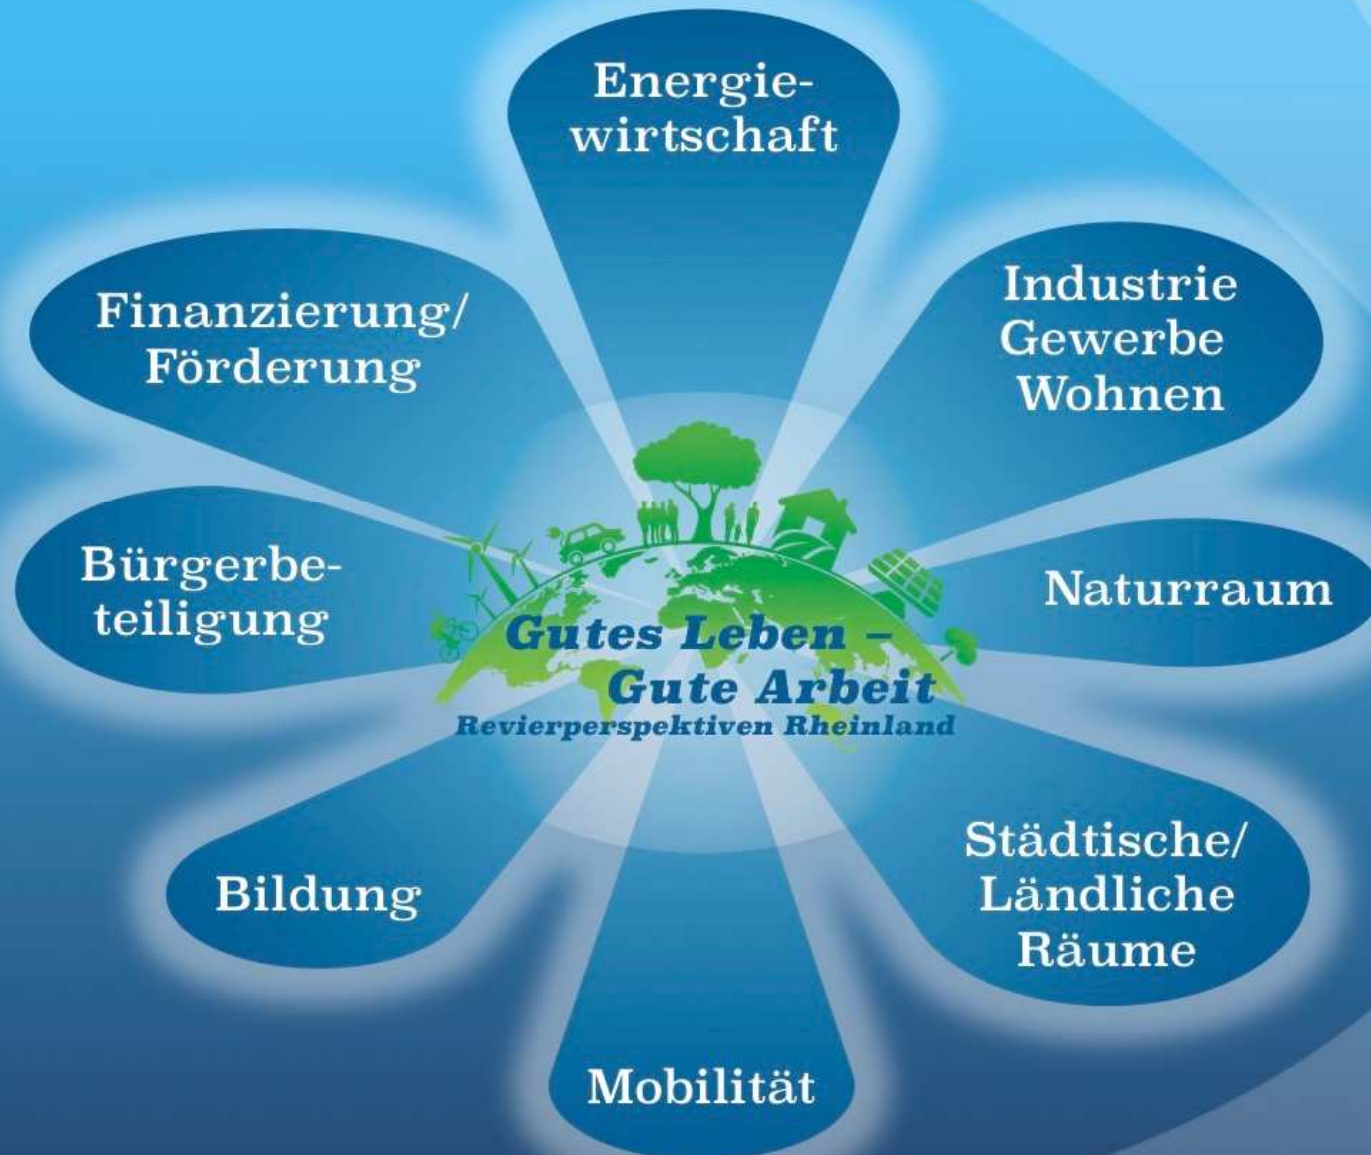 Energie-
wirtschaft
Finanzierung/
Förderung
Industrie
Gewerbe
Wohnen
Bürgerbe-
teiligung
Naturraum
Gutes Leben –
Gute Arbeit
Revierperspektiven Rheinland
Bildung
Städtische/
Ländliche
Räume
Mobilität